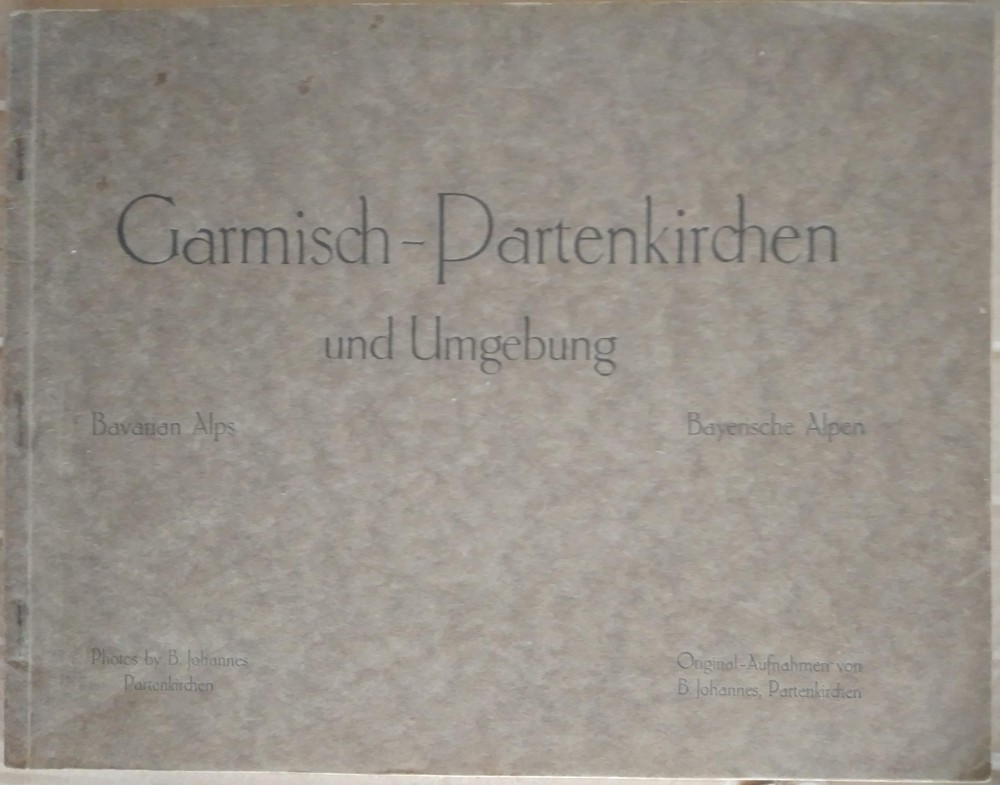 Garmisch-Partenkirchen
und Umgebung
Bavarian Alps
Bayerische Alpen
Photos by B. Johannes
Partenkirchen
Original-Aufnahmen von
B. Johannes, Partenkirchen